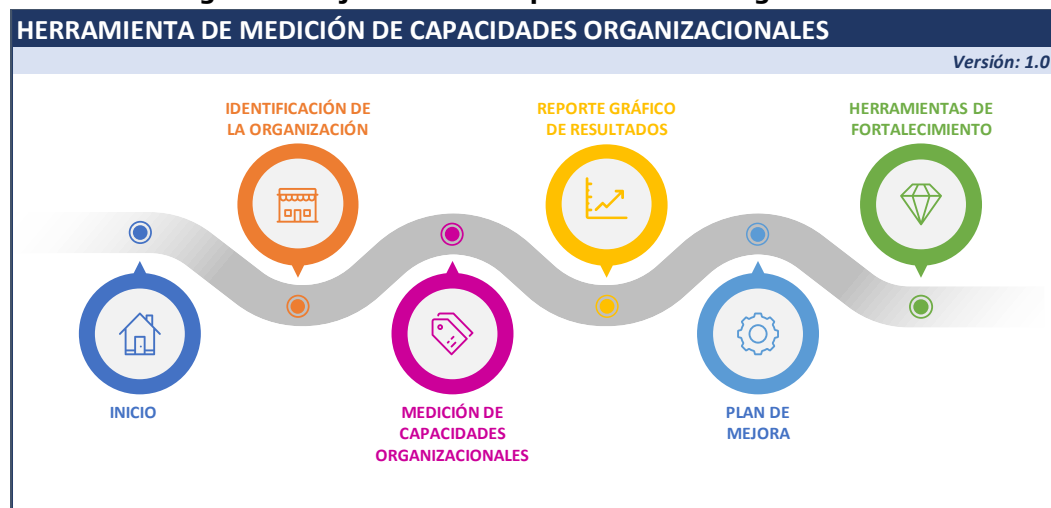 HERRAMIENTA DE MEDICIÓN DE CAPACIDADES ORGANIZACIONALES
Versión: 1.0
IDENTIFICACIÓN DE
LA ORGANIZACIÓN
REPORTE GRÁFICO
DE RESULTADOS
HERRAMIENTAS DE
FORTALECIMIENTO
INICIO
MEDICIÓN DE
CAPACIDADES
ORGANIZACIONALES
PLAN DE
MEJORA